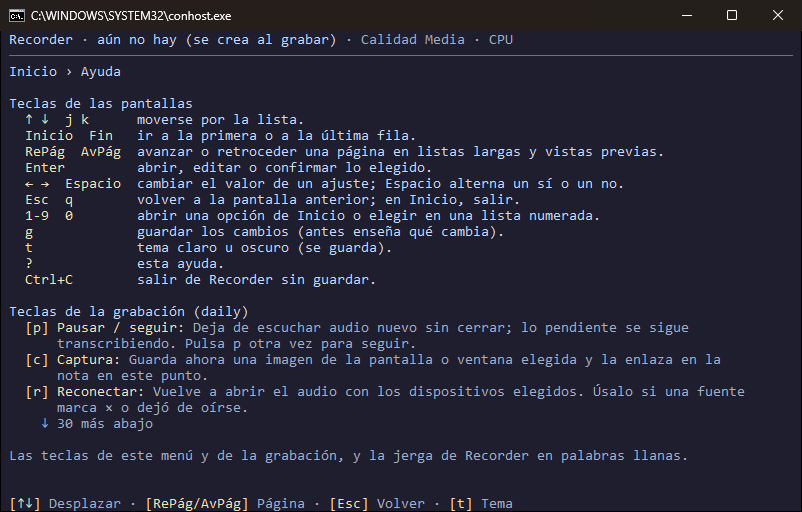 C:\WINDOWS\SYSTEM32\conhost.exe
Recorder · aún no hay (se crea al grabar) · Calidad Media · CPU
Inicio › Ayuda
Teclas de las pantallas
↑ ↓ j k moverse por la lista.
Inicio Fin ir a la primera o a la última fila.
RePág AvPág avanzar o retroceder una página en listas largas y vistas previas.
Enter abrir, editar o confirmar lo elegido.
← → Espacio cambiar el valor de un ajuste; Espacio alterna un sí o un no.
Esc q volver a la pantalla anterior; en Inicio, salir.
1-9 0 abrir una opción de Inicio o elegir en una lista numerada.
g guardar los cambios (antes enseña qué cambia).
t tema claro u oscuro (se guarda).
? esta ayuda.
Ctrl+C salir de Recorder sin guardar.
Teclas de la grabación (daily)
[p] Pausar / seguir: Deja de escuchar audio nuevo sin cerrar; lo pendiente se sigue
transcribiendo. Pulsa p otra vez para seguir.
[c] Captura: Guarda ahora una imagen de la pantalla o ventana elegida y la enlaza en la
nota en este punto.
[r] Reconectar: Vuelve a abrir el audio con los dispositivos elegidos. Úsalo si una fuente
marca × o dejó de oírse.
↓ 30 más abajo
Las teclas de este menú y de la grabación, y la jerga de Recorder en palabras llanas.
[↑↓] Desplazar · [RePág/AvPág] Página · [Esc] Volver · [t] Tema